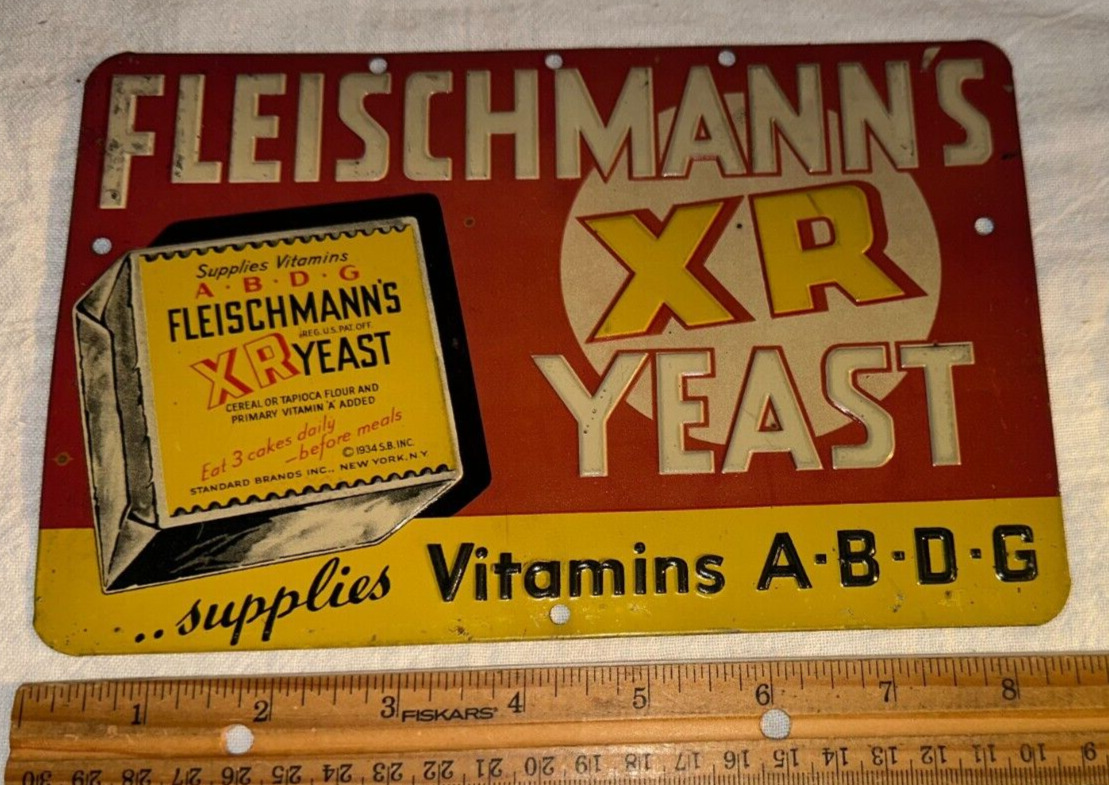 FLEISCHMANN'S
XR
YEAST
Supplies Vitamins
A·B·D·G
FLEISCHMANN'S
REG. U.S. PAT. OFF.
XR YEAST
CEREAL OR TAPIOCA FLOUR AND
PRIMARY VITAMIN "A" ADDED
Eat 3 cakes daily
—before meals
© 1934 S.B. INC.
STANDARD BRANDS INC., NEW YORK, N.Y.
..supplies Vitamins A·B·D·G
1 2 3 FISKARS® 4 5 6 7 8
30 29 28 27 26 25 24 23 22 21 20 19 18 17 16 15 14 13 12 11 10 9